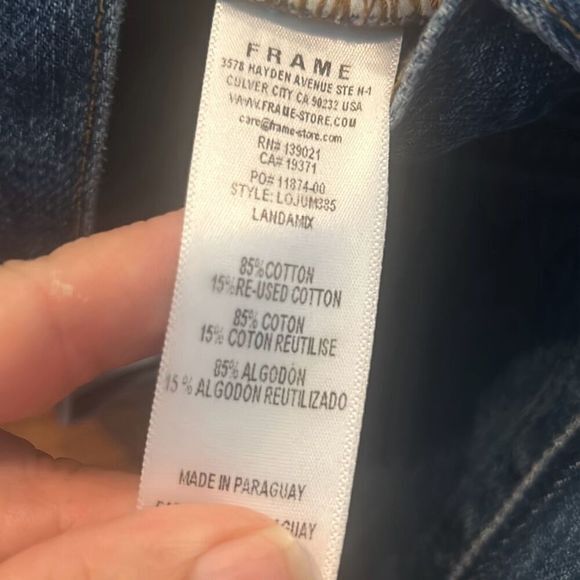 FRAME
3578 HAYDEN AVENUE STE N-1
CULVER CITY CA 90232 USA
WWW.FRAME-STORE.COM
care@frame-store.com
RN# 139021
CA# 19371
PO# 11874-00
STYLE: LOJUM385
LANDAMIX
85% COTTON
15% RE-USED COTTON
85% COTON
15% COTON REUTILISE
85% ALGODÓN
15 % ALGODON REUTILIZADO
MADE IN PARAGUAY